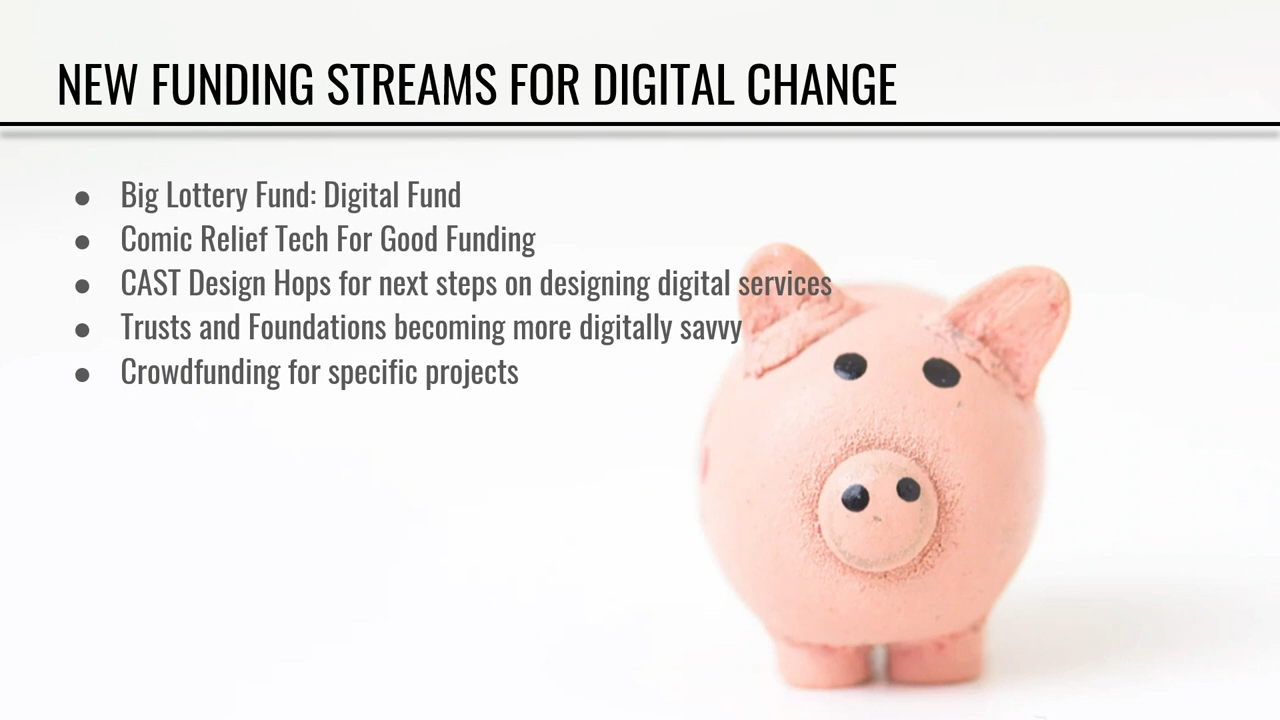 NEW FUNDING STREAMS FOR DIGITAL CHANGE
● Big Lottery Fund: Digital Fund
● Comic Relief Tech For Good Funding
● CAST Design Hops for next steps on designing digital services
● Trusts and Foundations becoming more digitally savvy
● Crowdfunding for specific projects